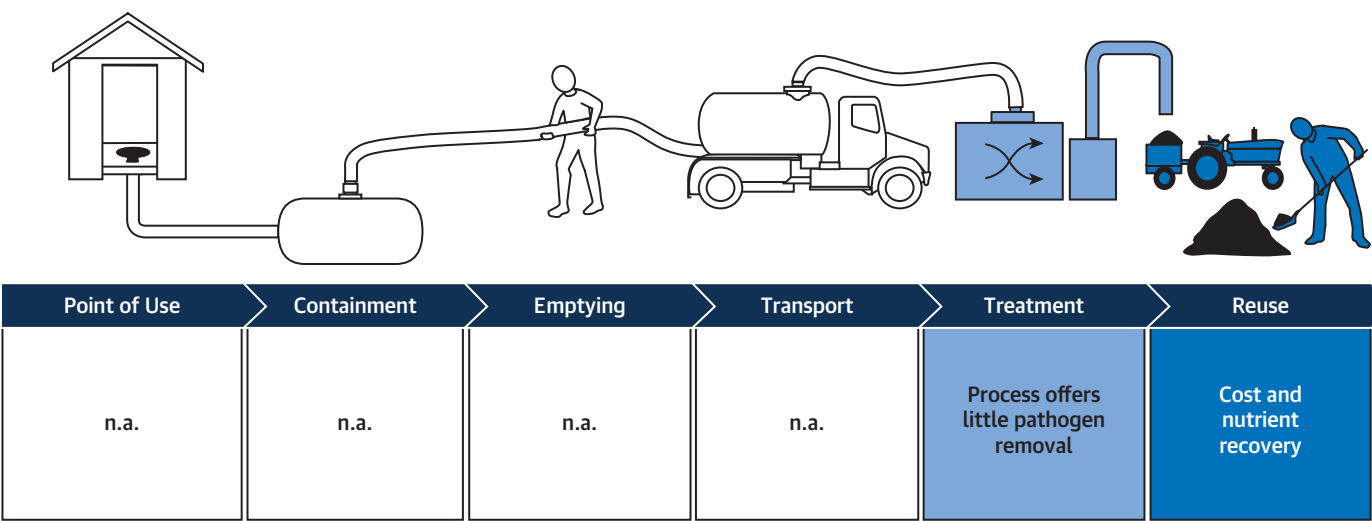 Point of Use
Containment
Emptying
Transport
Treatment
Reuse
n.a.
n.a.
n.a.
n.a.
Process offers
little pathogen
removal
Cost and
nutrient
recovery